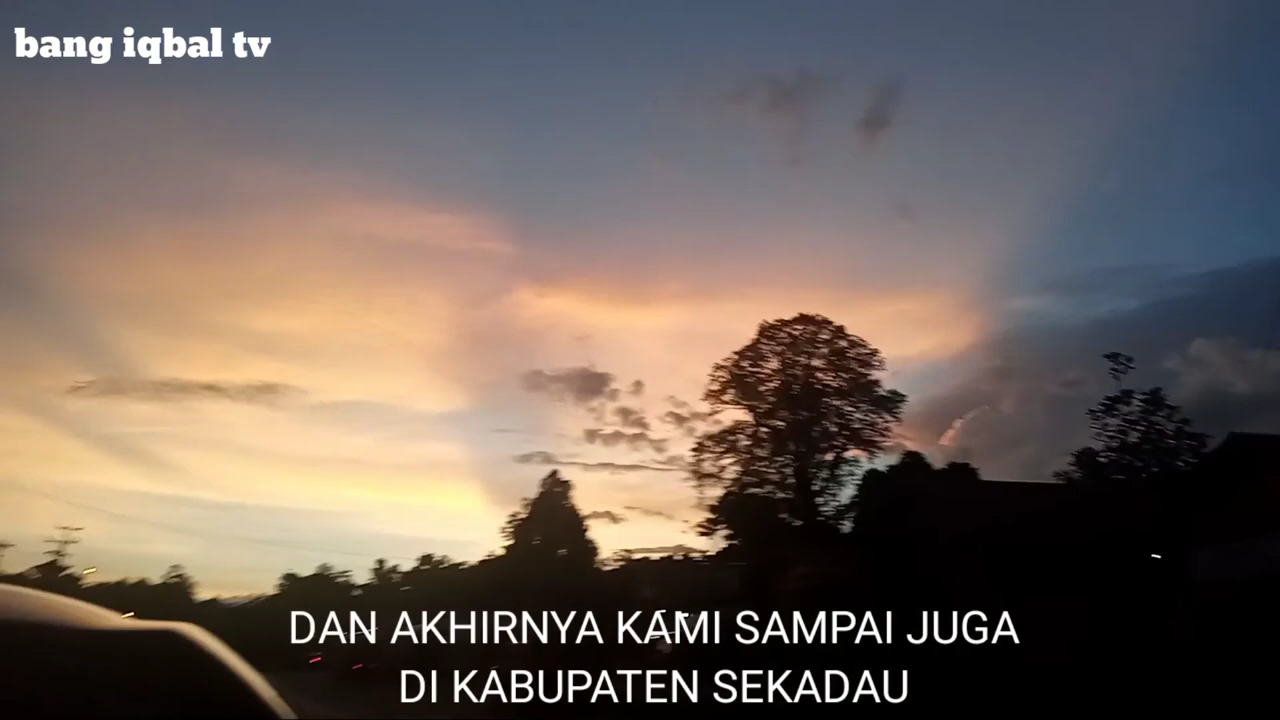 bang iqbal tv
DAN AKHIRNYA KAMI SAMPAI JUGA
DI KABUPATEN SEKADAU